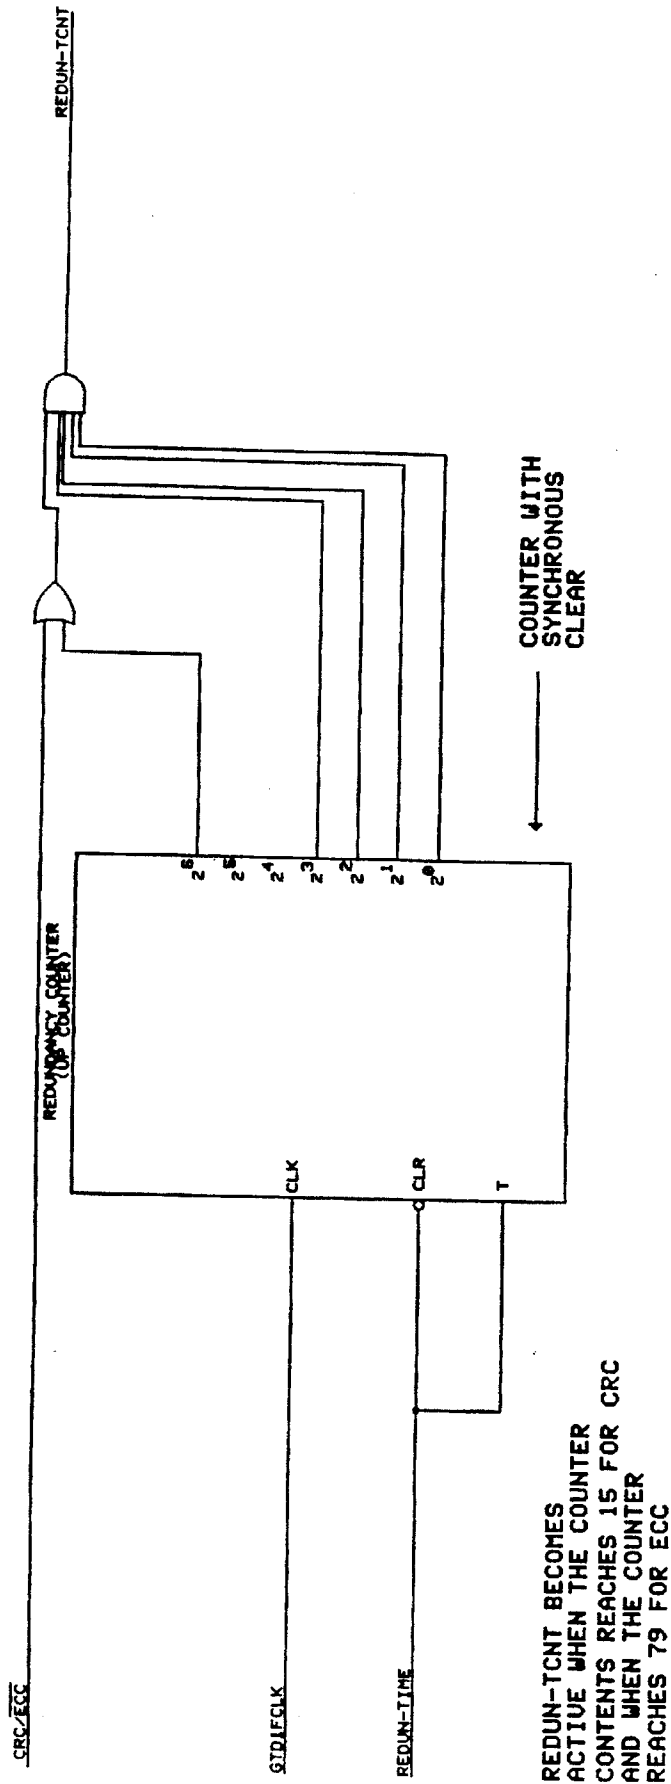 CRC/ECC
REDUN-TCNT
REDUNDANCY COUNTER
(UP COUNTER)
GTDIFCLK
CLK
REDUN-TIME
CLR
T
2^6
2^5
2^4
2^3
2^2
2^1
2^0
COUNTER WITH
SYNCHRONOUS
CLEAR
REDUN-TCNT BECOMES
ACTIVE WHEN THE COUNTER
CONTENTS REACHES 15 FOR CRC
AND WHEN THE COUNTER
REACHES 79 FOR ECC